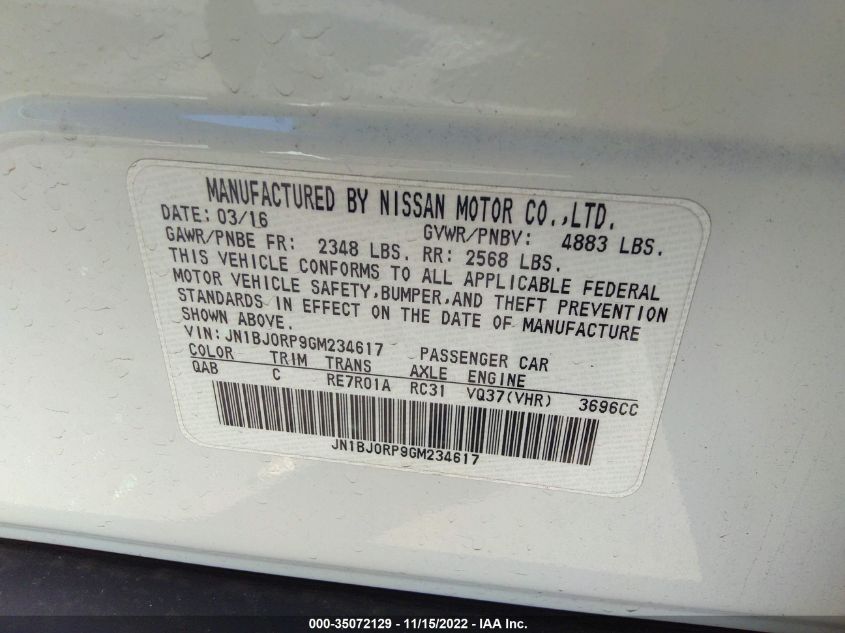 MANUFACTURED BY NISSAN MOTOR CO.,LTD.
DATE: 03/16 GVWR/PNBV: 4883 LBS.
GAWR/PNBE FR: 2348 LBS. RR: 2568 LBS.
THIS VEHICLE CONFORMS TO ALL APPLICABLE FEDERAL
MOTOR VEHICLE SAFETY,BUMPER,AND THEFT PREVENTION
STANDARDS IN EFFECT ON THE DATE OF MANUFACTURE
SHOWN ABOVE.
VIN: JN1BJ0RP9GM234617 PASSENGER CAR
COLOR TRIM TRANS AXLE ENGINE
QAB C RE7R01A RC31 VQ37(VHR) 3696CC
JN1BJ0RP9GM234617
000-35072129 - 11/15/2022 - IAA Inc.